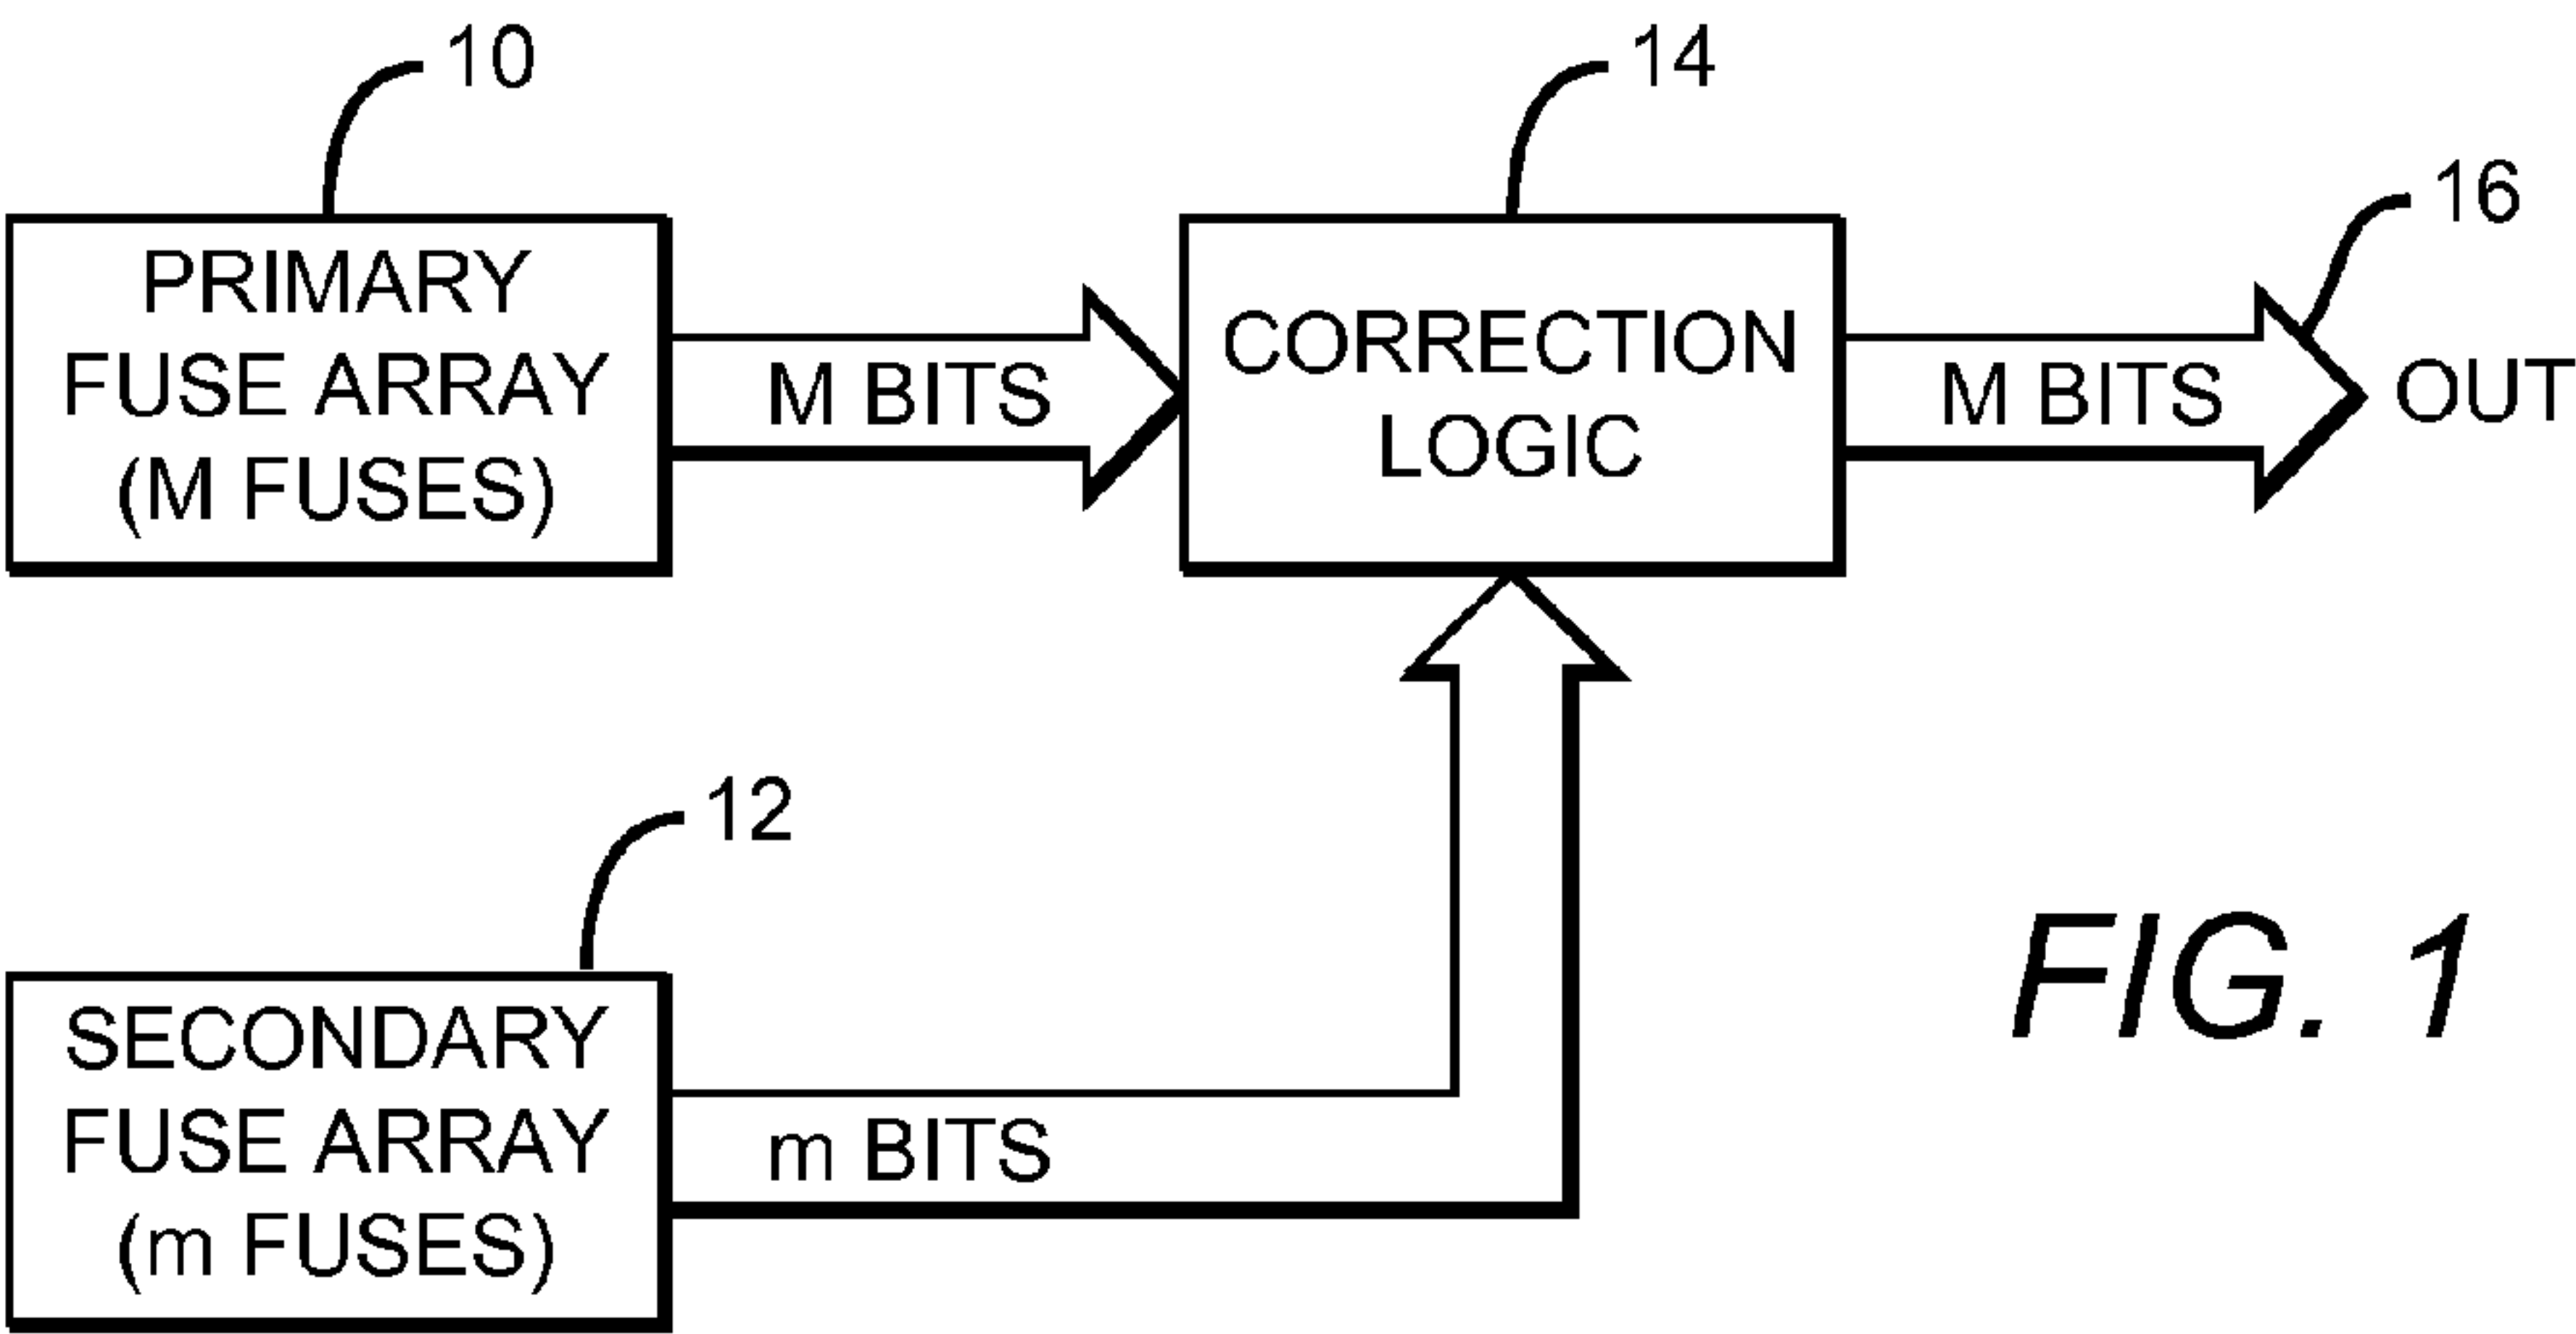 10
14
16
PRIMARY
FUSE ARRAY
(M FUSES)
M BITS
CORRECTION
LOGIC
M BITS
OUT
12
SECONDARY
FUSE ARRAY
(m FUSES)
m BITS
FIG. 1